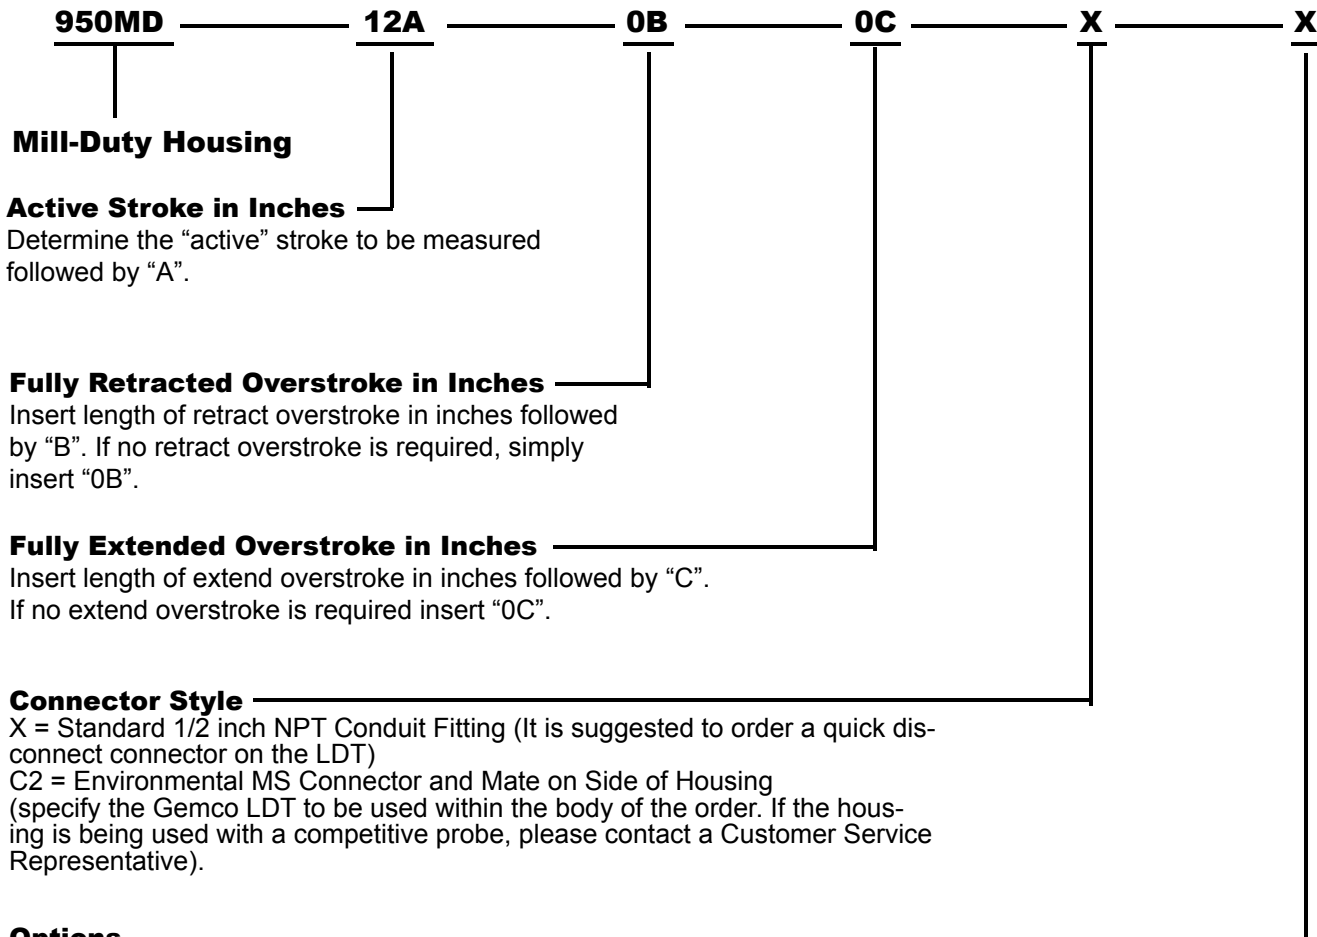 950MD 12A 0B 0C X X
Mill-Duty Housing
Active Stroke in Inches
Determine the “active” stroke to be measured
followed by “A”.
Fully Retracted Overstroke in Inches
Insert length of retract overstroke in inches followed
by “B”. If no retract overstroke is required, simply
insert “0B”.
Fully Extended Overstroke in Inches
Insert length of extend overstroke in inches followed by “C”.
If no extend overstroke is required insert “0C”.
Connector Style
X = Standard 1/2 inch NPT Conduit Fitting (It is suggested to order a quick dis-
connect connector on the LDT)
C2 = Environmental MS Connector and Mate on Side of Housing
(specify the Gemco LDT to be used within the body of the order. If the hous-
ing is being used with a competitive probe, please contact a Customer Service
Representative).
Options